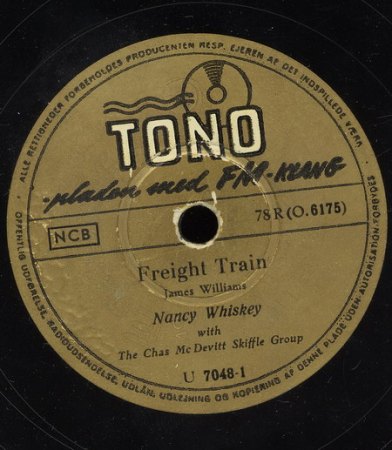 ALLE RETTIGHEDER FORBEHOLDES PRODUCENTEN RESP. EJEREN AF DET INDSPILLEDE VÆRK
TONO
-pladen med FM-KLANG
78 R (O.6175)
NCB
Freight Train
James Williams
Nancy Whiskey
with
The Chas McDevitt Skiffle Group
U 7048-1
OFFENTLIG UDFØRELSE, RADIOUDSENDELSE, UDLÅN, UDLEJNING OG KOPIERING AF DENNE PLADE UDEN AUTORISATION FORBYDES